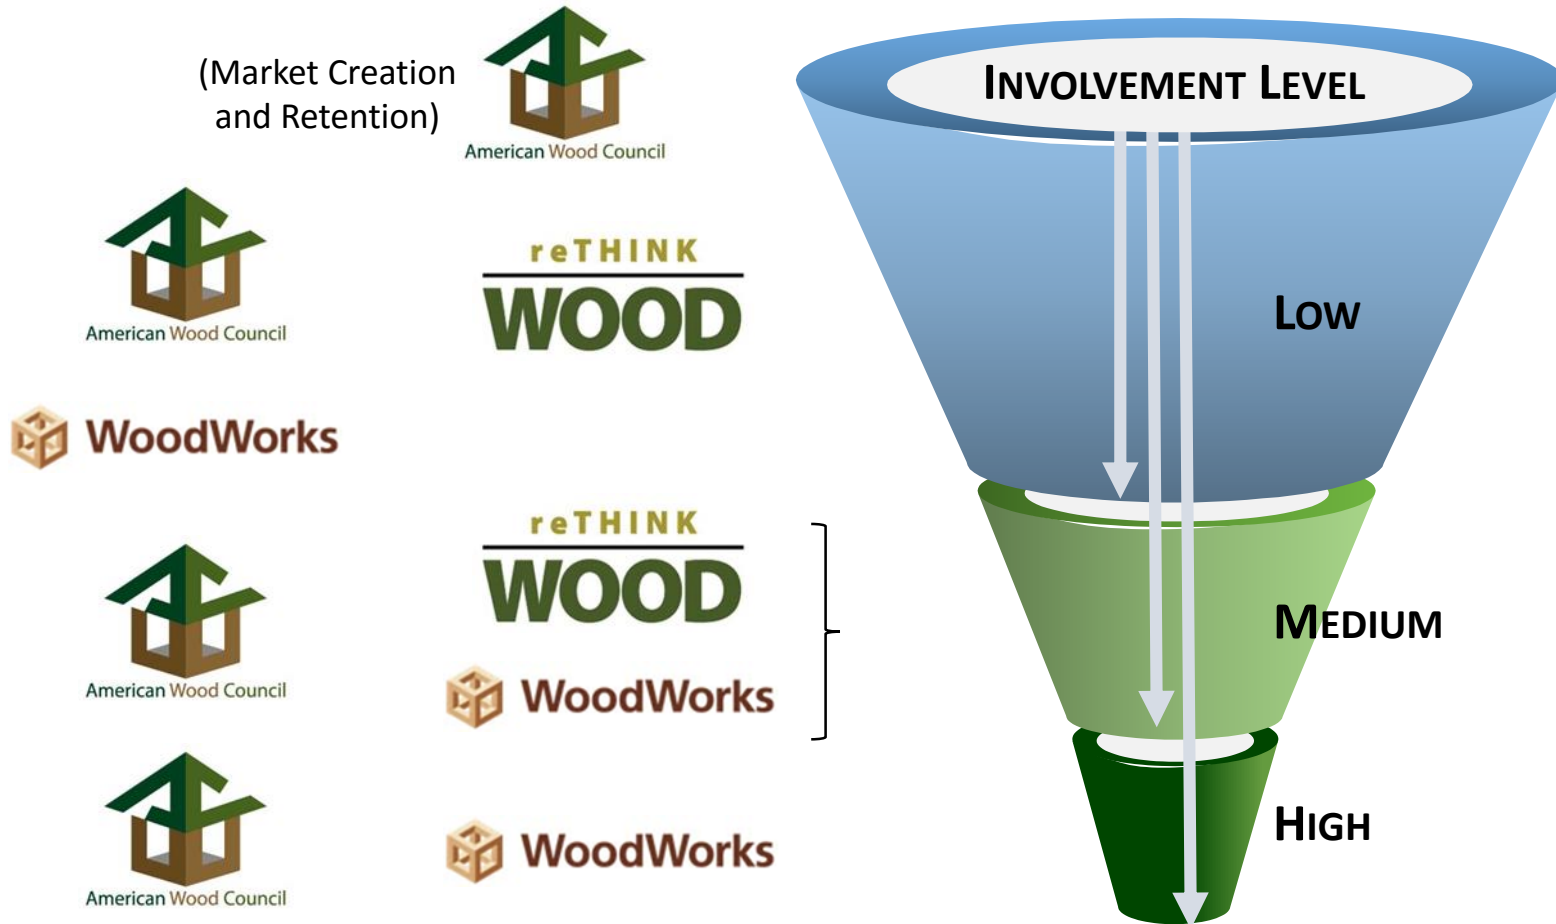 (Market Creation
and Retention)
American Wood Council
INVOLVEMENT LEVEL
American Wood Council
reTHINK
WOOD
LOW
WoodWorks
American Wood Council
reTHINK
WOOD
WoodWorks
MEDIUM
American Wood Council
WoodWorks
HIGH